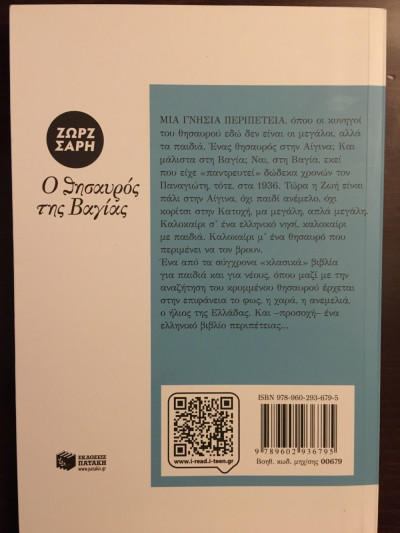 ΖΩΡΖ
ΣΑΡΗ
Ο θησαυρός
της Βαγίας
ΜΙΑ ΓΝΗΣΙΑ ΠΕΡΙΠΕΤΕΙΑ, όπου οι κυνηγοί
του θησαυρού εδώ δεν είναι οι μεγάλοι, αλλά
τα παιδιά. Ένας θησαυρός στην Αίγινα; Και
μάλιστα στη Βαγία; Ναι, στη Βαγία, εκεί
που είχε «παντρευτεί» δώδεκα χρονών τον
Παναγιώτη, τότε, στα 1936. Τώρα η Ζωή είναι
πάλι στην Αίγινα, όχι παιδί ανέμελο, όχι
κορίτσι στην Κατοχή, μα μεγάλη, απλά μεγάλη.
Καλοκαίρι σ’ ένα ελληνικό νησί, καλοκαίρι
με παιδιά. Καλοκαίρι μ’ ένα θησαυρό που
περιμένει να τον βρουν.
Ένα από τα σύγχρονα «κλασικά» βιβλία
για παιδιά και για νέους, όπου μαζί με την
αναζήτηση του κρυμμένου θησαυρού έρχεται
στην επιφάνεια το φως, η χαρά, η ανεμελιά,
ο ήλιος της Ελλάδας. Και –προσοχή– ένα
ελληνικό βιβλίο περιπέτειας...
www.i-read.i-teen.gr
ISBN 978-960-293-679-5
9 789602 936795
Βοηθ. κωδ. μηχ/σης 00679
ΕΚΔΟΣΕΙΣ
ΠΑΤΑΚΗ
www.patakis.gr